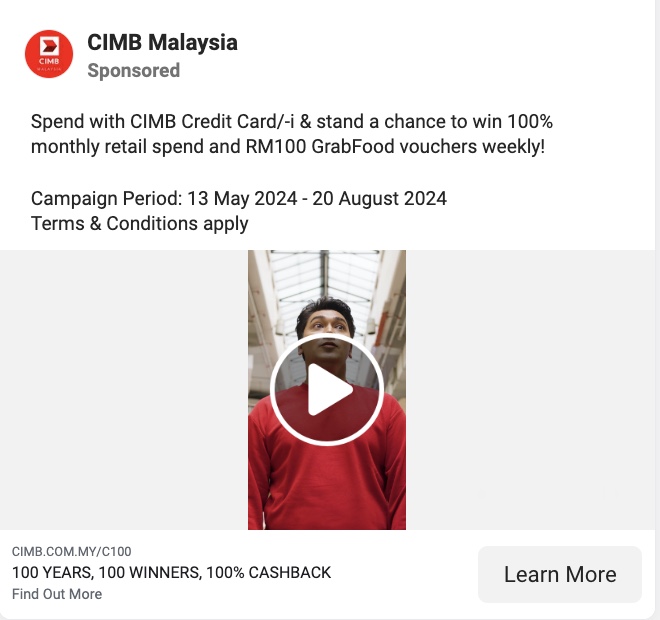 CIMB Malaysia
Sponsored
CIMB
Spend with CIMB Credit Card/-i & stand a chance to win 100%
monthly retail spend and RM100 GrabFood vouchers weekly!
Campaign Period: 13 May 2024 - 20 August 2024
Terms & Conditions apply
CIMB.COM.MY/C100
100 YEARS, 100 WINNERS, 100% CASHBACK
Find Out More
Learn More